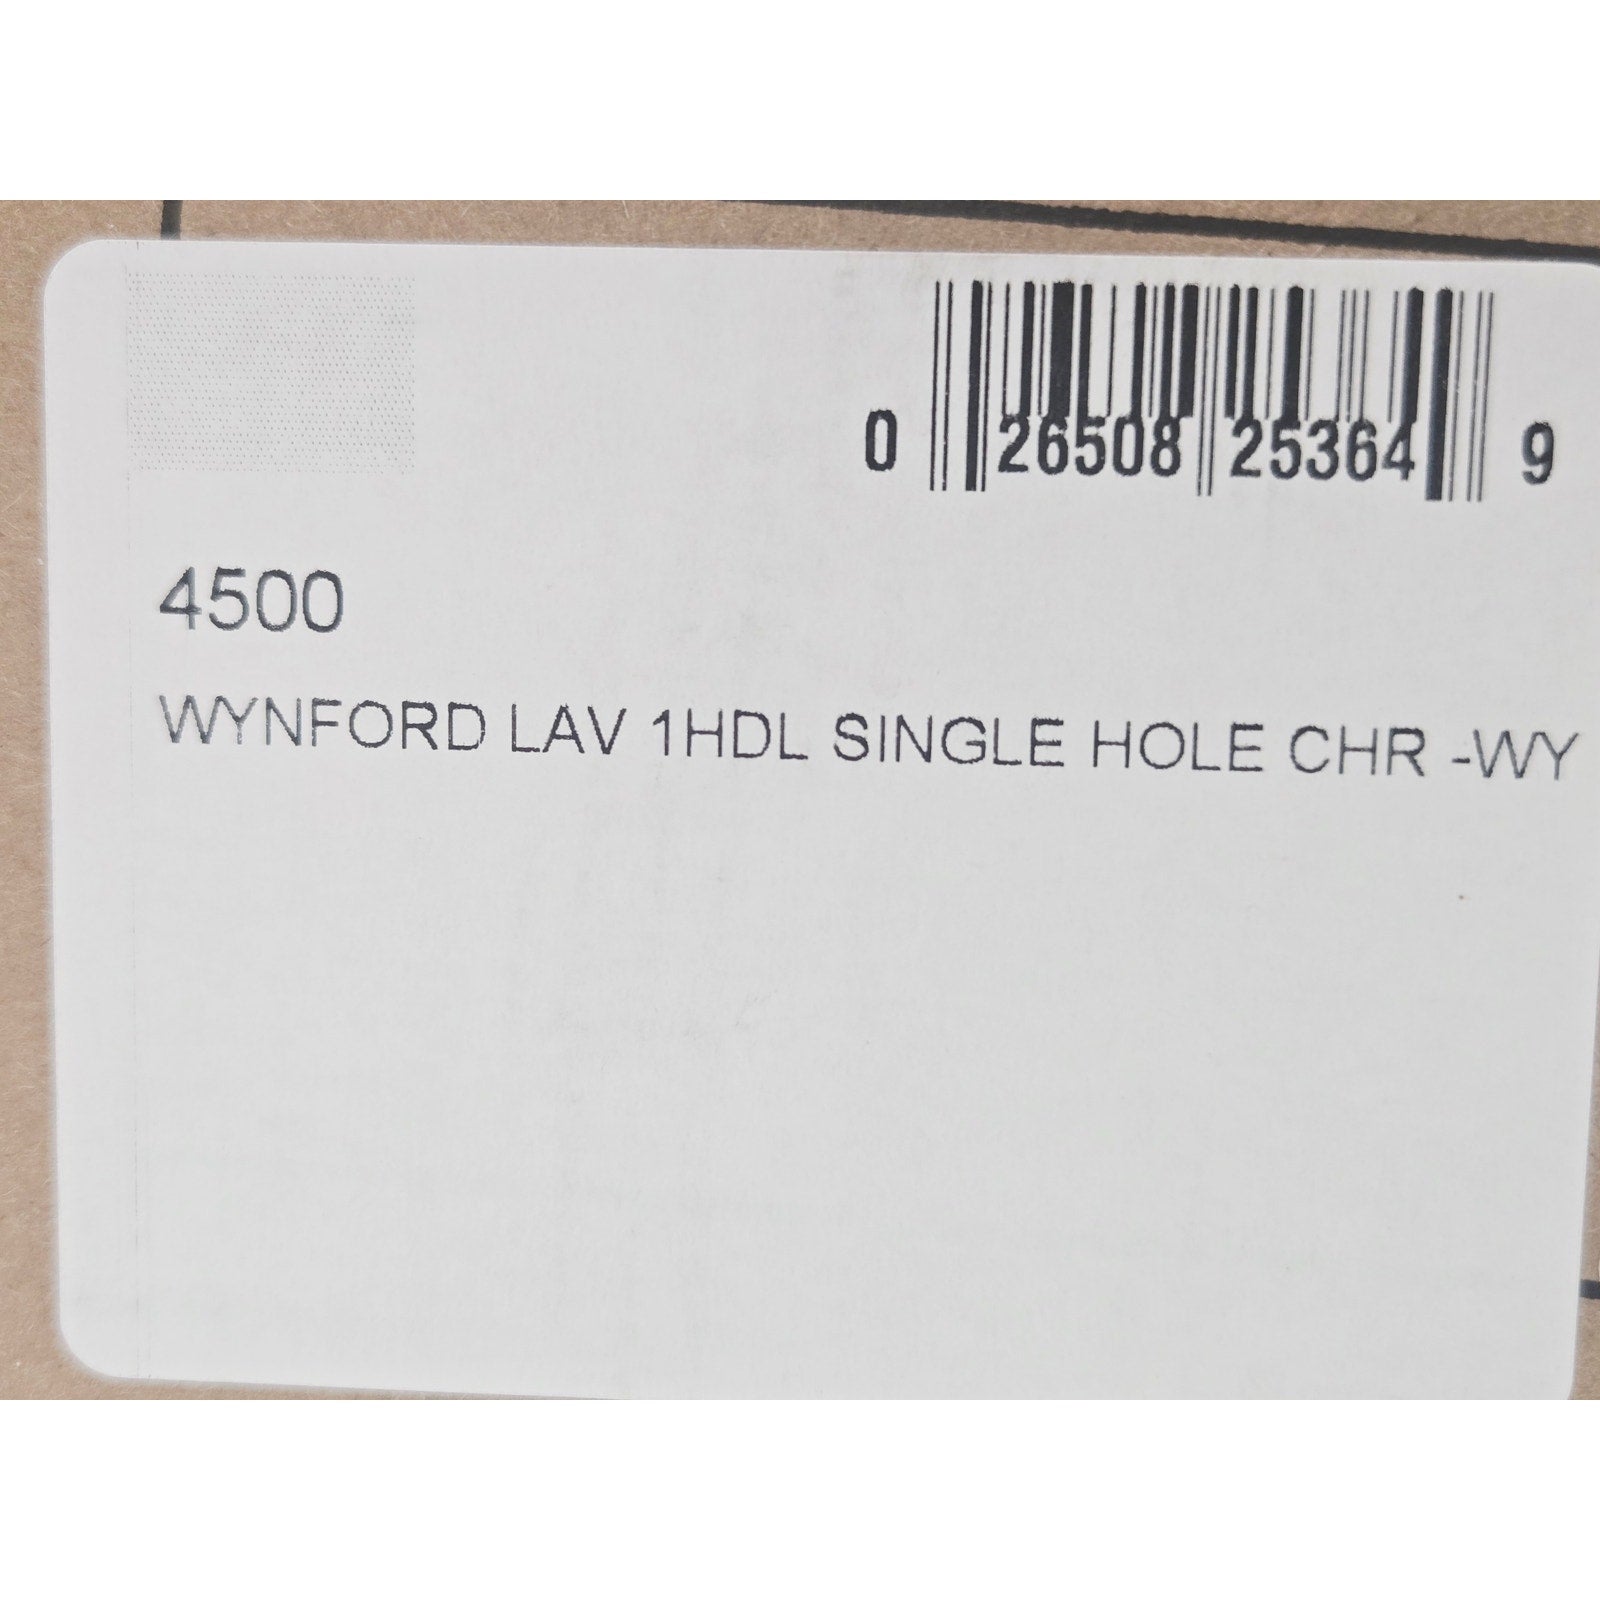 0 26508 25364 9
4500
WYNFORD LAV 1HDL SINGLE HOLE CHR -WY